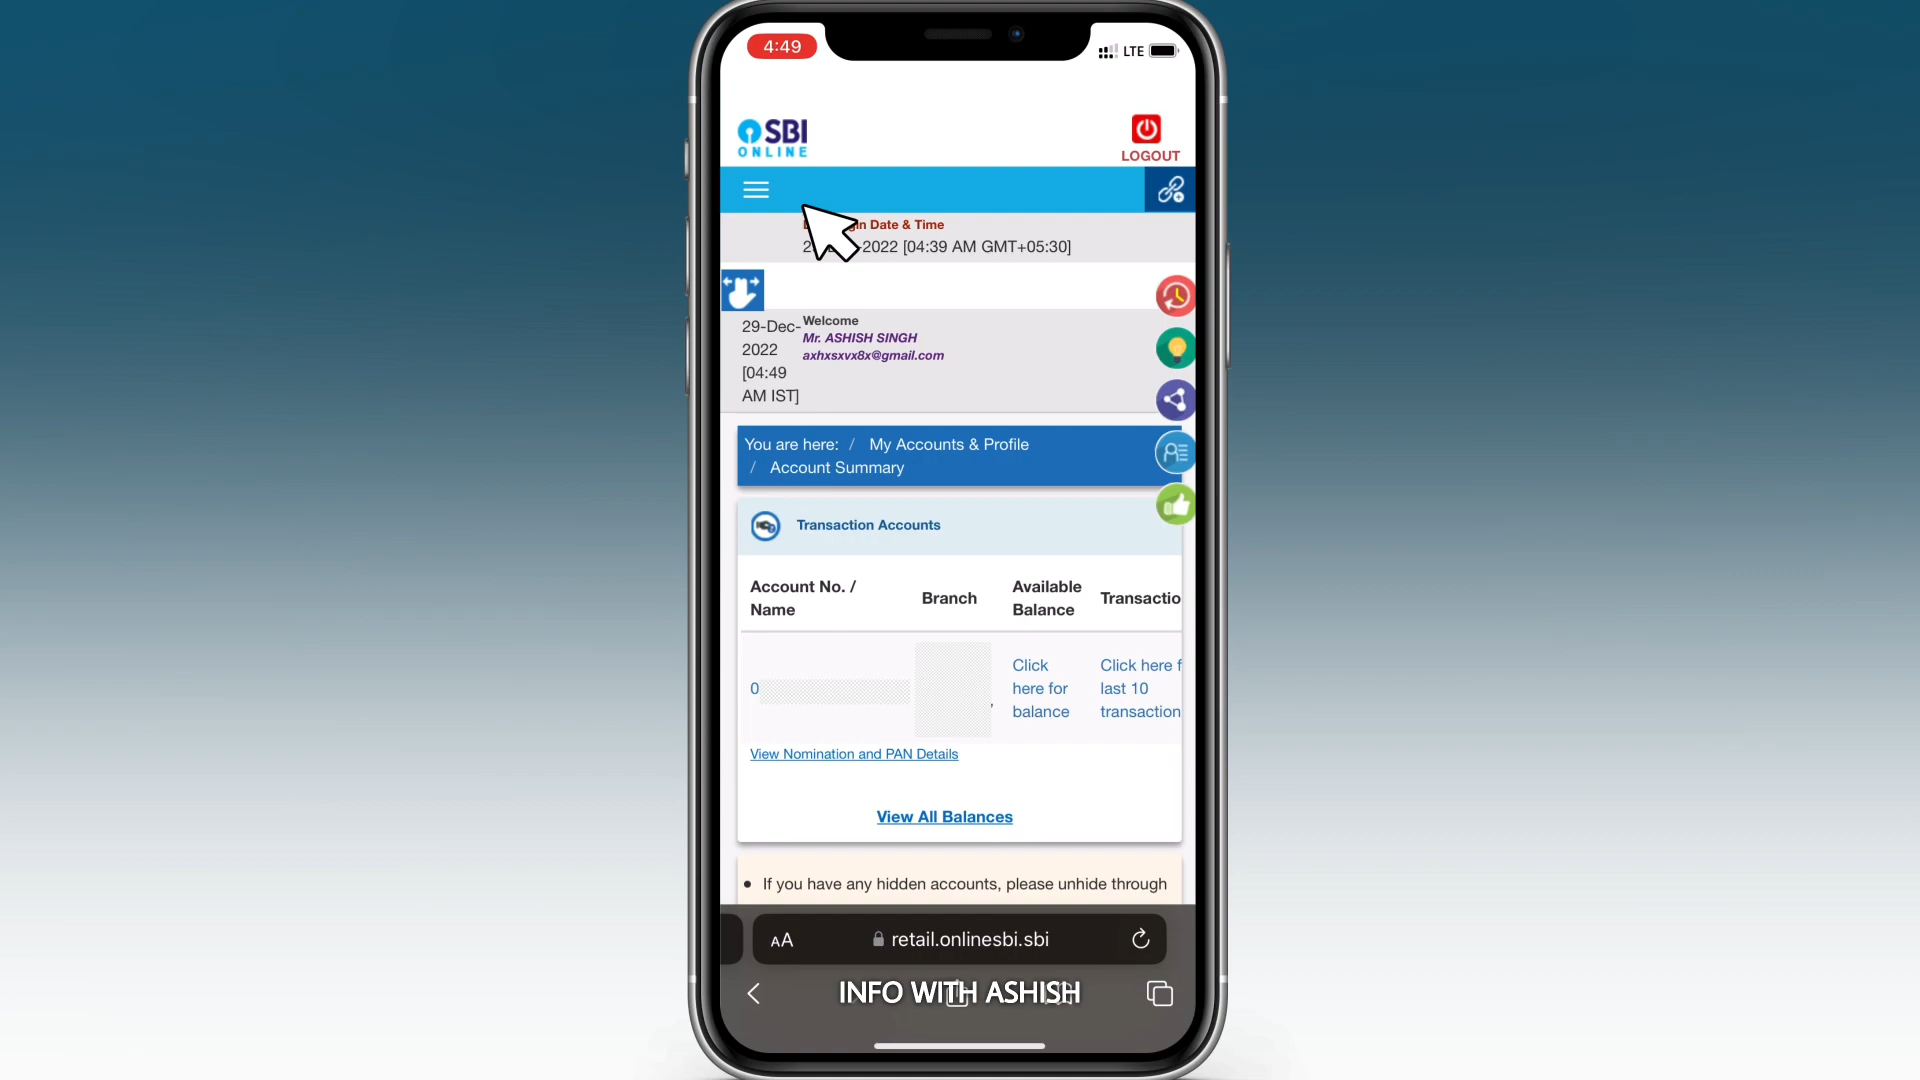 4:49
LTE
SBI
ONLINE
LOGOUT
in Date & Time
2022 [04:39 AM GMT+05:30]
29-Dec-
2022
[04:49
AM IST]
Welcome
Mr. ASHISH SINGH
axhxsxvx8x@gmail.com
You are here: / My Accounts & Profile
/ Account Summary
Transaction Accounts
Account No. /
Name
Branch
Available
Balance
Transactio
0
,
Click
here for
balance
Click here f
last 10
transaction
View Nomination and PAN Details
View All Balances
• If you have any hidden accounts, please unhide through
AA
retail.onlinesbi.sbi
INFO WITH ASHISH